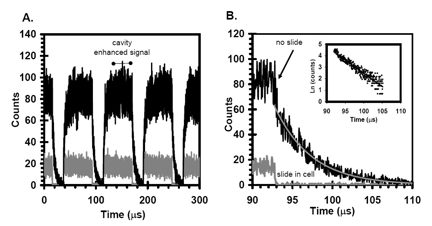 A.
cavity
enhanced signal
140
120
100
80
60
40
20
0
Counts
0 100 200 300
Time (µs)
B.
no slide
120
100
80
60
40
20
0
Counts
slide in cell
90 95 100 105 110
Time (µs)
5
4
3
2
1
0
Ln (counts)
90 95 100 105 110
Time (µs)